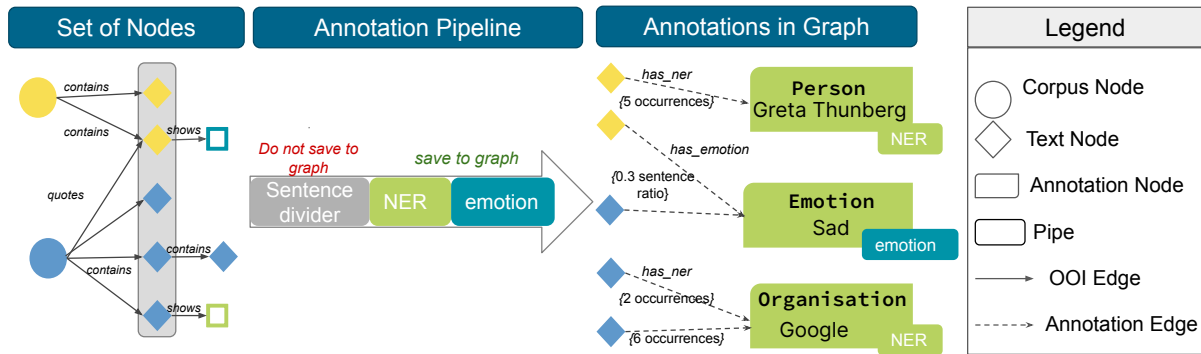 Set of Nodes
Annotation Pipeline
Annotations in Graph
Legend
contains
contains
shows
quotes
contains
contains
shows
Do not save to
graph
save to graph
Sentence
divider
NER
emotion
has_ner
{5 occurrences}
Person
Greta Thunberg
NER
has_emotion
{0.3 sentence
ratio}
Emotion
Sad
emotion
has_ner
{2 occurrences}
{6 occurrences}
Organisation
Google
NER
Corpus Node
Text Node
Annotation Node
Pipe
OOI Edge
Annotation Edge